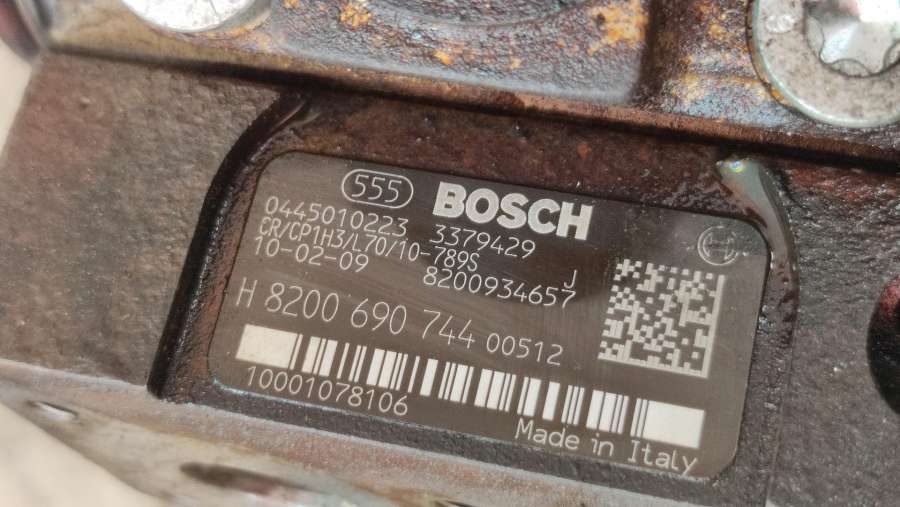 555 BOSCH
0445010223 3379429
CR/CP1H3/L70/10-789S J
10-02-09 8200934657
H 8200 690 744 00512
10001078106
Made in Italy